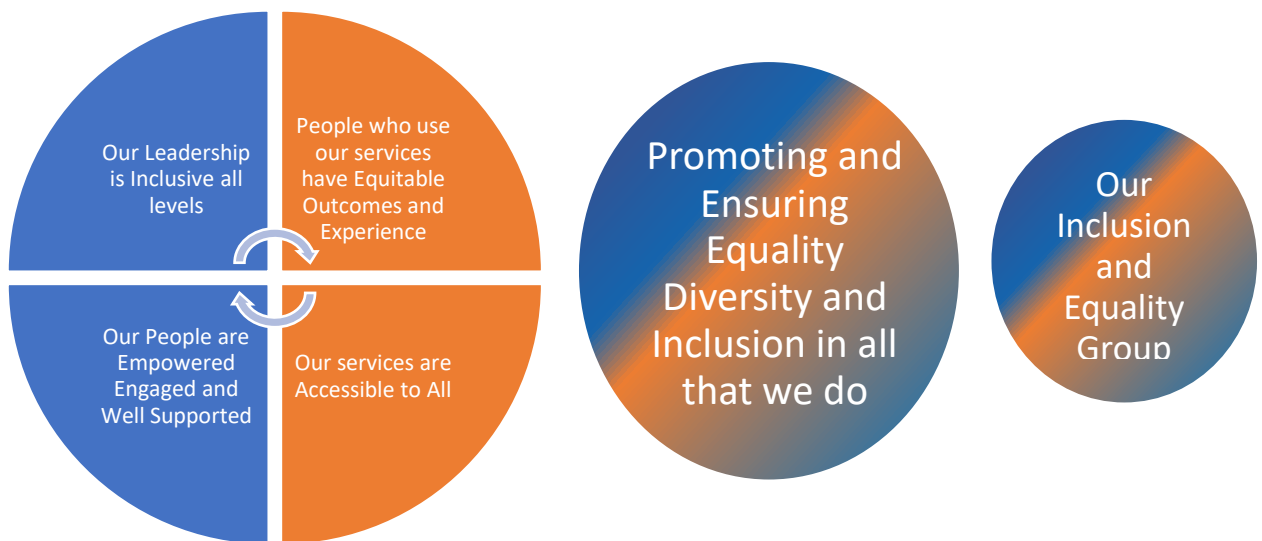 Our Leadership
is Inclusive all
levels
People who use
our services
have Equitable
Outcomes and
Experience
Our People are
Empowered
Engaged and
Well Supported
Our services are
Accessible to All
Promoting and
Ensuring
Equality
Diversity and
Inclusion in all
that we do
Our
Inclusion
and
Equality
Group